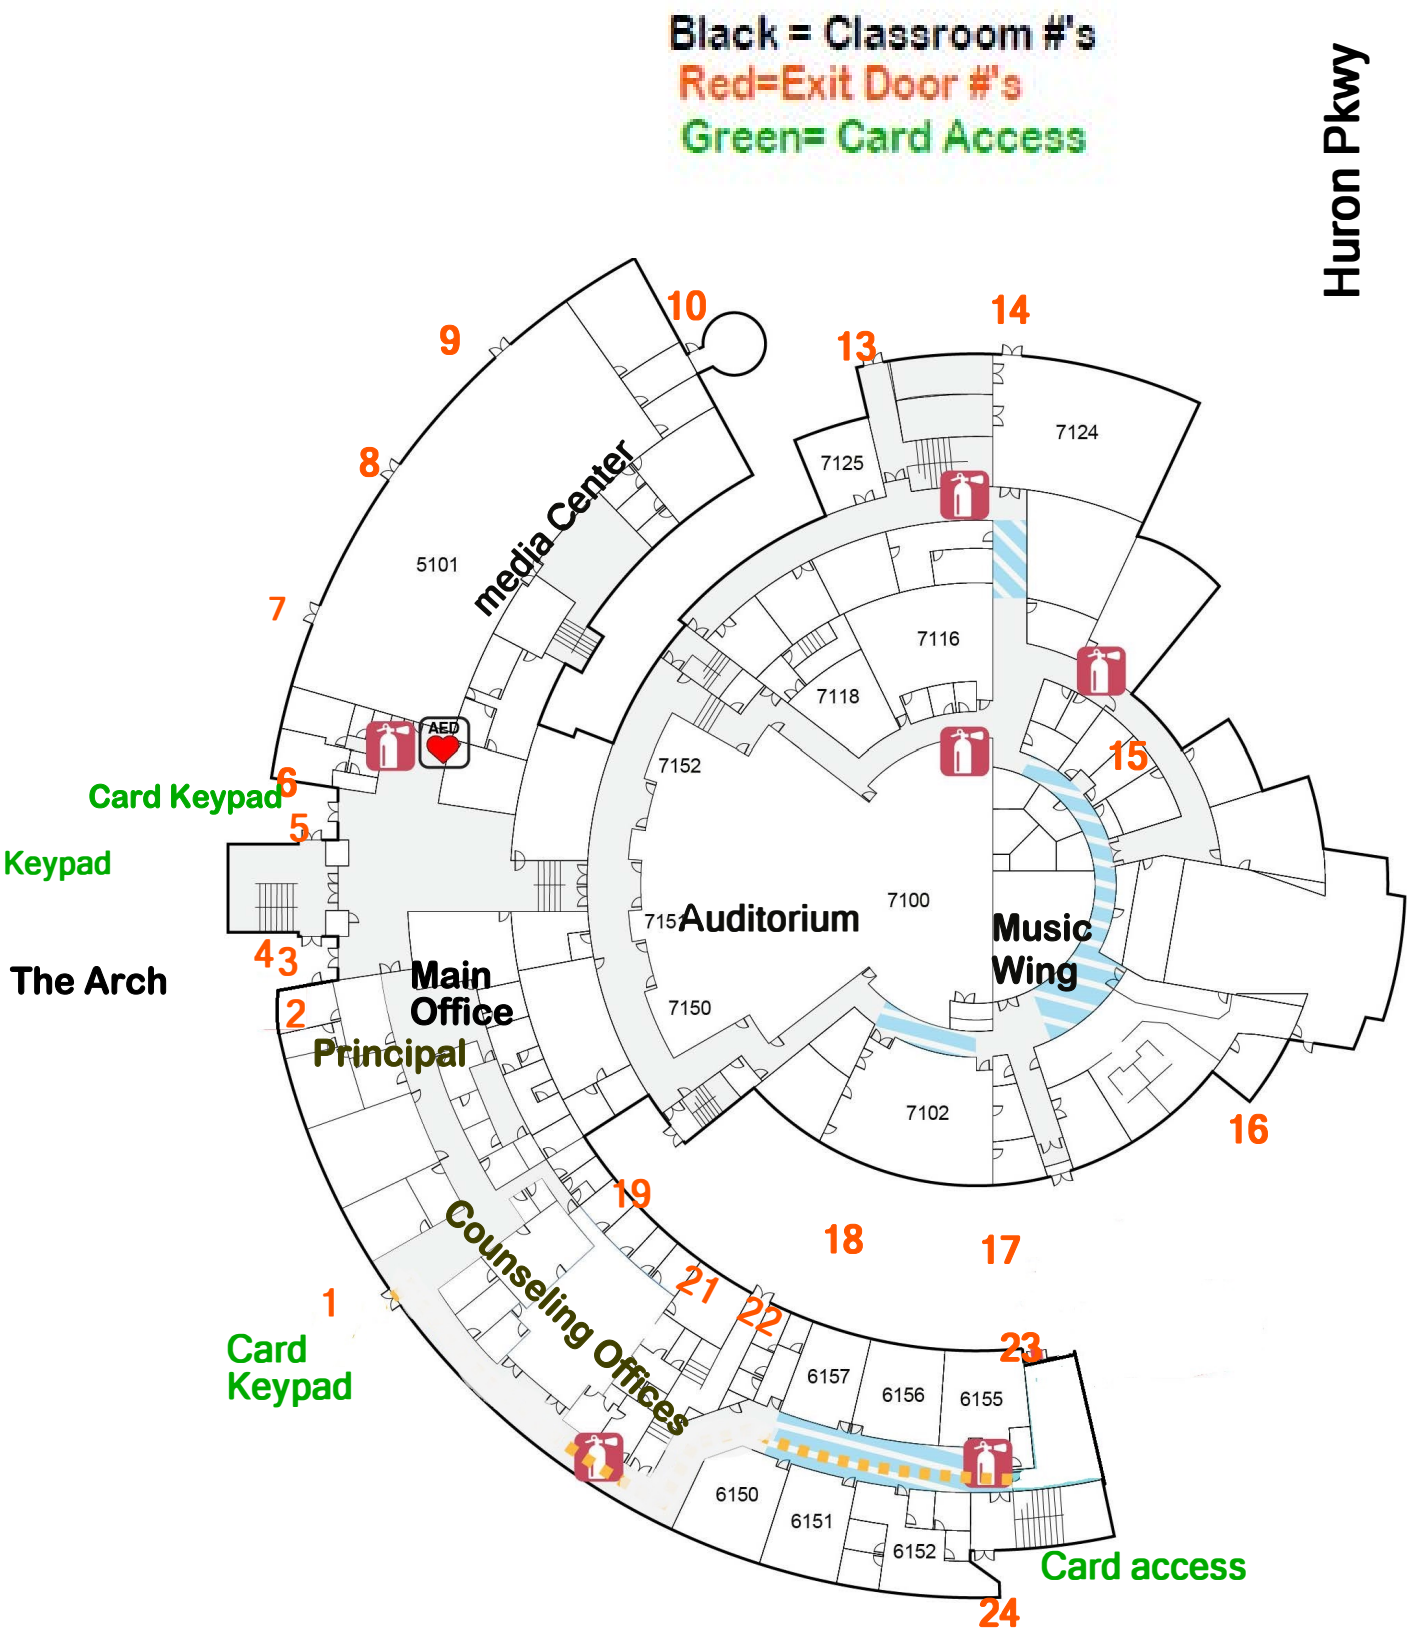 Black = Classroom #'s
Red=Exit Door #'s
Green= Card Access
Huron Pkwy
10
14
9
13
7124
8
7125
media Center
5101
7
7116
7118
AED
15
7152
6
Card Keypad
5
Keypad
7100
Auditorium
7151
Music
Wing
4
3
The Arch
Main
Office
2
7150
Principal
7102
16
19
18
17
Counseling Offices
21
1
22
Card
Keypad
23
6157
6156
6155
6150
6151
6152
Card access
24